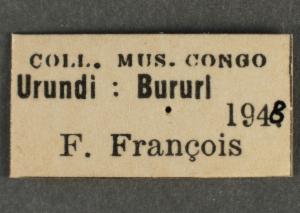 COLL. MUS. CONGO
Urundi : Bururi
1948
F. François